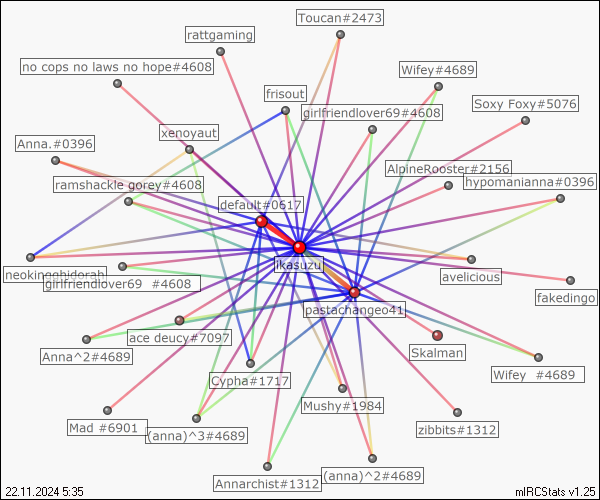 Toucan#2473
rattgaming
no cops no laws no hope#4608
Wifey#4689
frisout
Soxy Foxy#5076
girlfriendlover69#4608
xenoyaut
Anna.#0396
AlpineRooster#2156
ramshackle gorey#4608
hypomanianna#0396
default#0617
ikasuzu
neokingghidorah
avelicious
girlfriendlover69 #4608
fakedingo
pastachangeo41
ace deucy#7097
Skalman
Anna^2#4689
Wifey #4689
Cypha#1717
Mushy#1984
Mad #6901
(anna)^3#4689
zibbits#1312
Annarchist#1312
(anna)^2#4689
22.11.2024 5:35
mIRCStats v1.25